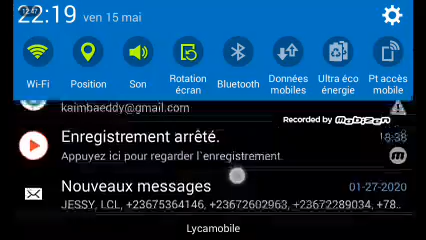 22:19 ven 15 mai
Wi-Fi
Position
Son
Rotation
écran
Bluetooth
Données
mobiles
Ultra éco
énergie
Pt accès
mobile
kaimbaeddy@gmail.com
Recorded by Mobizen
Enregistrement arrêté. 18:38
Appuyez ici pour regarder l'enregistrement.
Nouveaux messages 01-27-2020
JESSY, LCL, +23675364146, +23672602963, +23672289034, +78..
Lycamobile